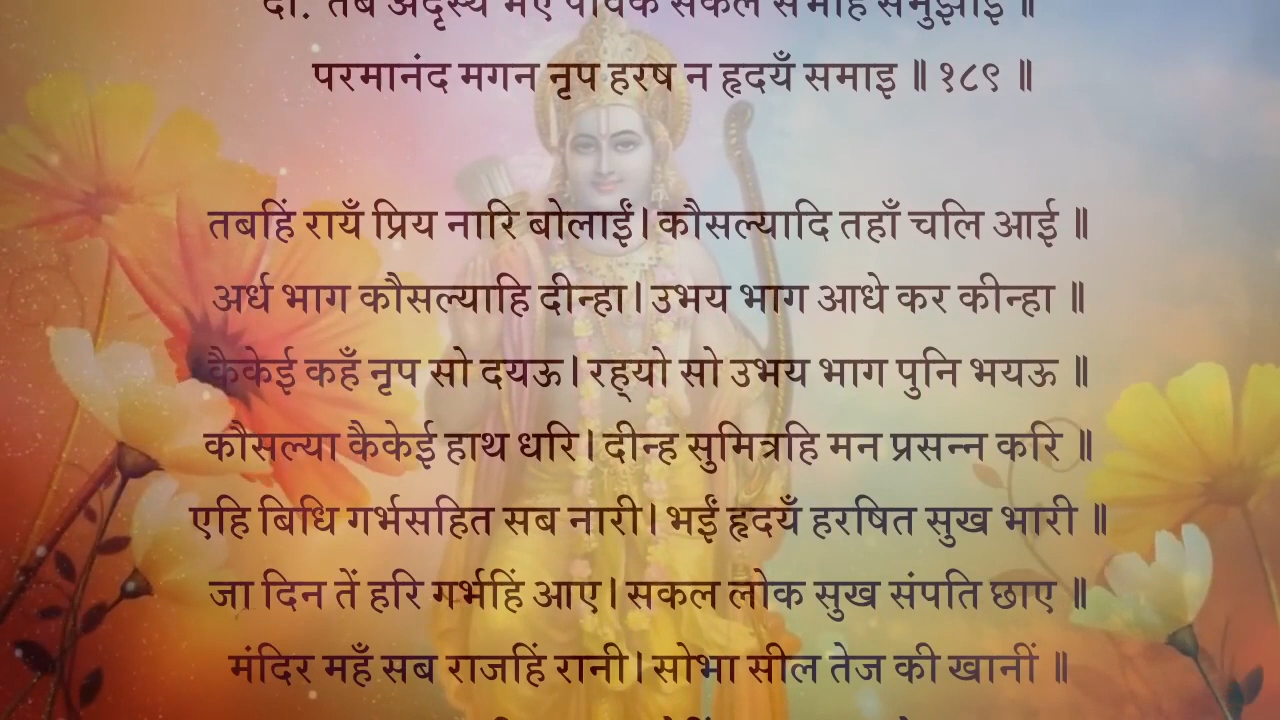 दो. तब अदृस्य भए पावक सकल सभहि समुझाइ ॥
परमानंद मगन नृप हरष न हृदयँ समाइ ॥ १८९ ॥
तबहिं रायँ प्रिय नारि बोलाईं। कौसल्यादि तहाँ चलि आई ॥
अर्ध भाग कौसल्याहि दीन्हा। उभय भाग आधे कर कीन्हा ॥
कैकेई कहँ नृप सो दयऊ। रह्यो सो उभय भाग पुनि भयऊ ॥
कौसल्या कैकेई हाथ धरि। दीन्ह सुमित्रहि मन प्रसन्न करि ॥
एहि बिधि गर्भसहित सब नारी। भईं हृदयँ हरषित सुख भारी ॥
जा दिन तें हरि गर्भहिं आए। सकल लोक सुख संपति छाए ॥
मंदिर महँ सब राजहिं रानी। सोभा सील तेज की खानीं ॥